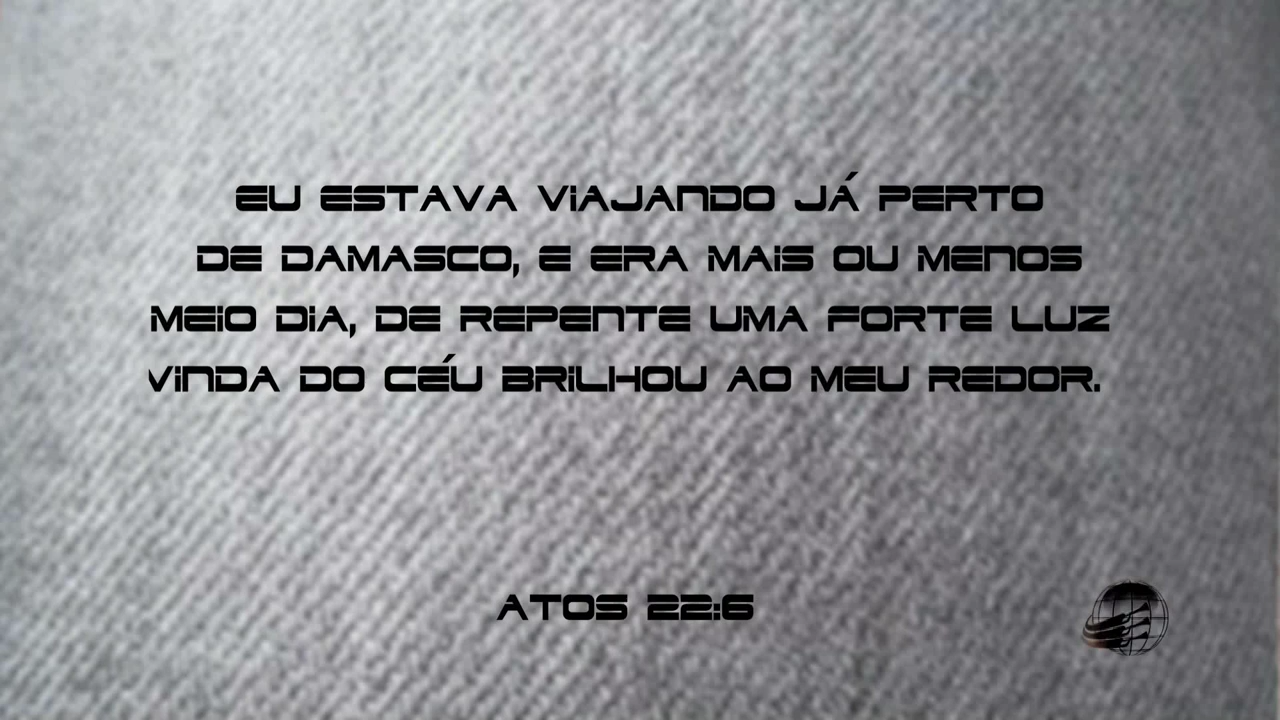 EU ESTAVA VIAJANDO JÁ PERTO
DE DAMASCO, E ERA MAIS OU MENOS
MEIO DIA, DE REPENTE UMA FORTE LUZ
VINDA DO CÉU BRILHOU AO MEU REDOR.
ATOS 22:6